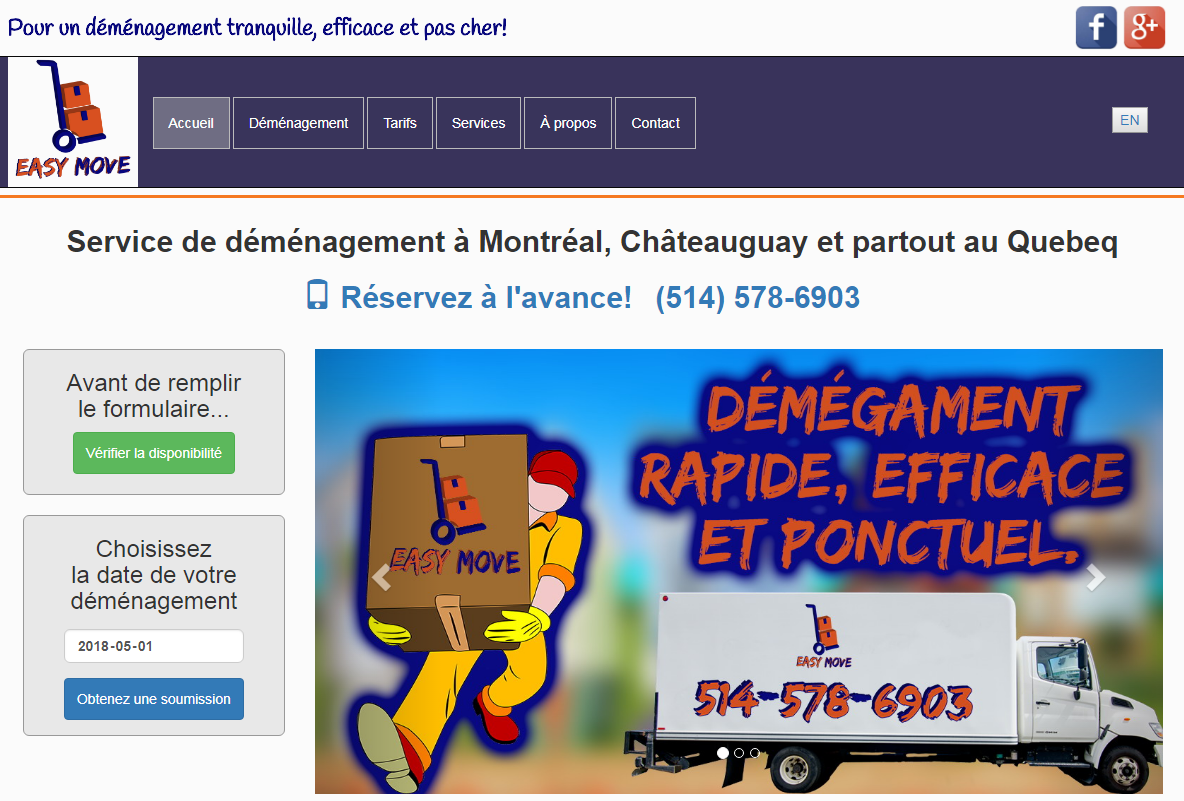 Pour un déménagement tranquille, efficace et pas cher!
f g+
EASY MOVE
Accueil Déménagement Tarifs Services À propos Contact EN
Service de déménagement à Montréal, Châteauguay et partout au Quebeq
Réservez à l'avance! (514) 578-6903
Avant de remplir
le formulaire...
Vérifier la disponibilité
Choisissez
la date de votre
déménagement
2018-05-01
Obtenez une soumission
DÉMÉGAMENT
RAPIDE, EFFICACE
ET PONCTUEL.
EASY MOVE
EASY MOVE
514-578-6903